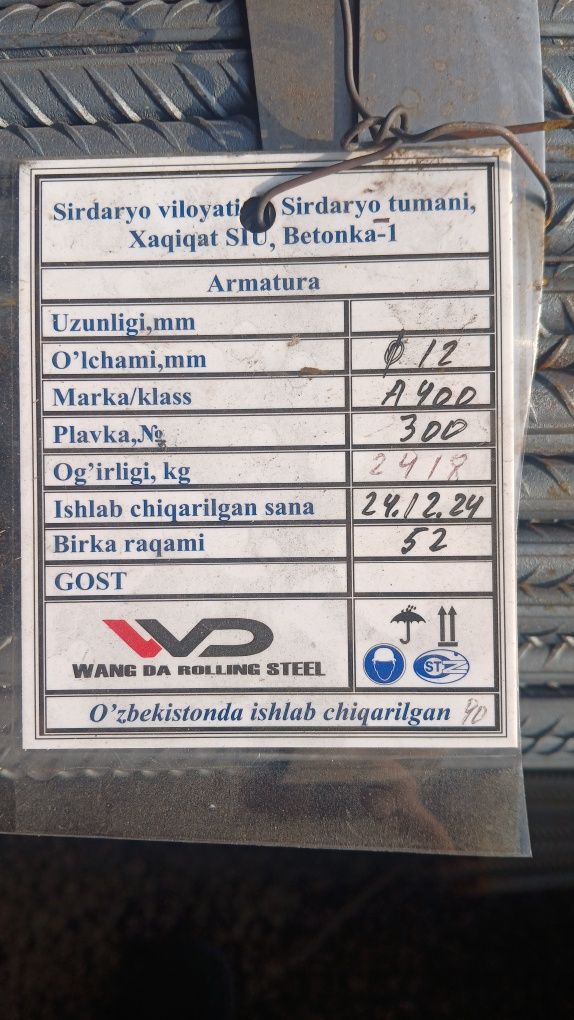 Sirdaryo viloyati Sirdaryo tumani,
Xaqiqat SIU, Betonka-1
Armatura
Uzunligi,mm
O'lchami,mm ϕ 12
Marka/klass A400
Plavka,№ 300
Og'irligi, kg 2418
Ishlab chiqarilgan sana 24.12.24
Birka raqami 52
GOST
WD
WANG DA ROLLING STEEL
STZ
O'zbekistonda ishlab chiqarilgan 40